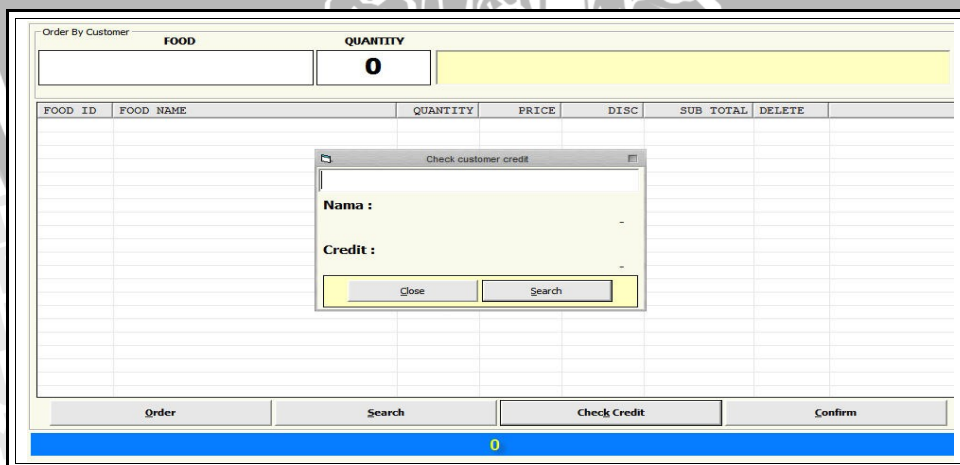 Order By Customer
FOOD QUANTITY
0
FOOD ID FOOD NAME QUANTITY PRICE DISC SUB TOTAL DELETE
Check customer credit
Nama :
-
Credit :
-
Close Search
Order Search Check Credit Confirm
0